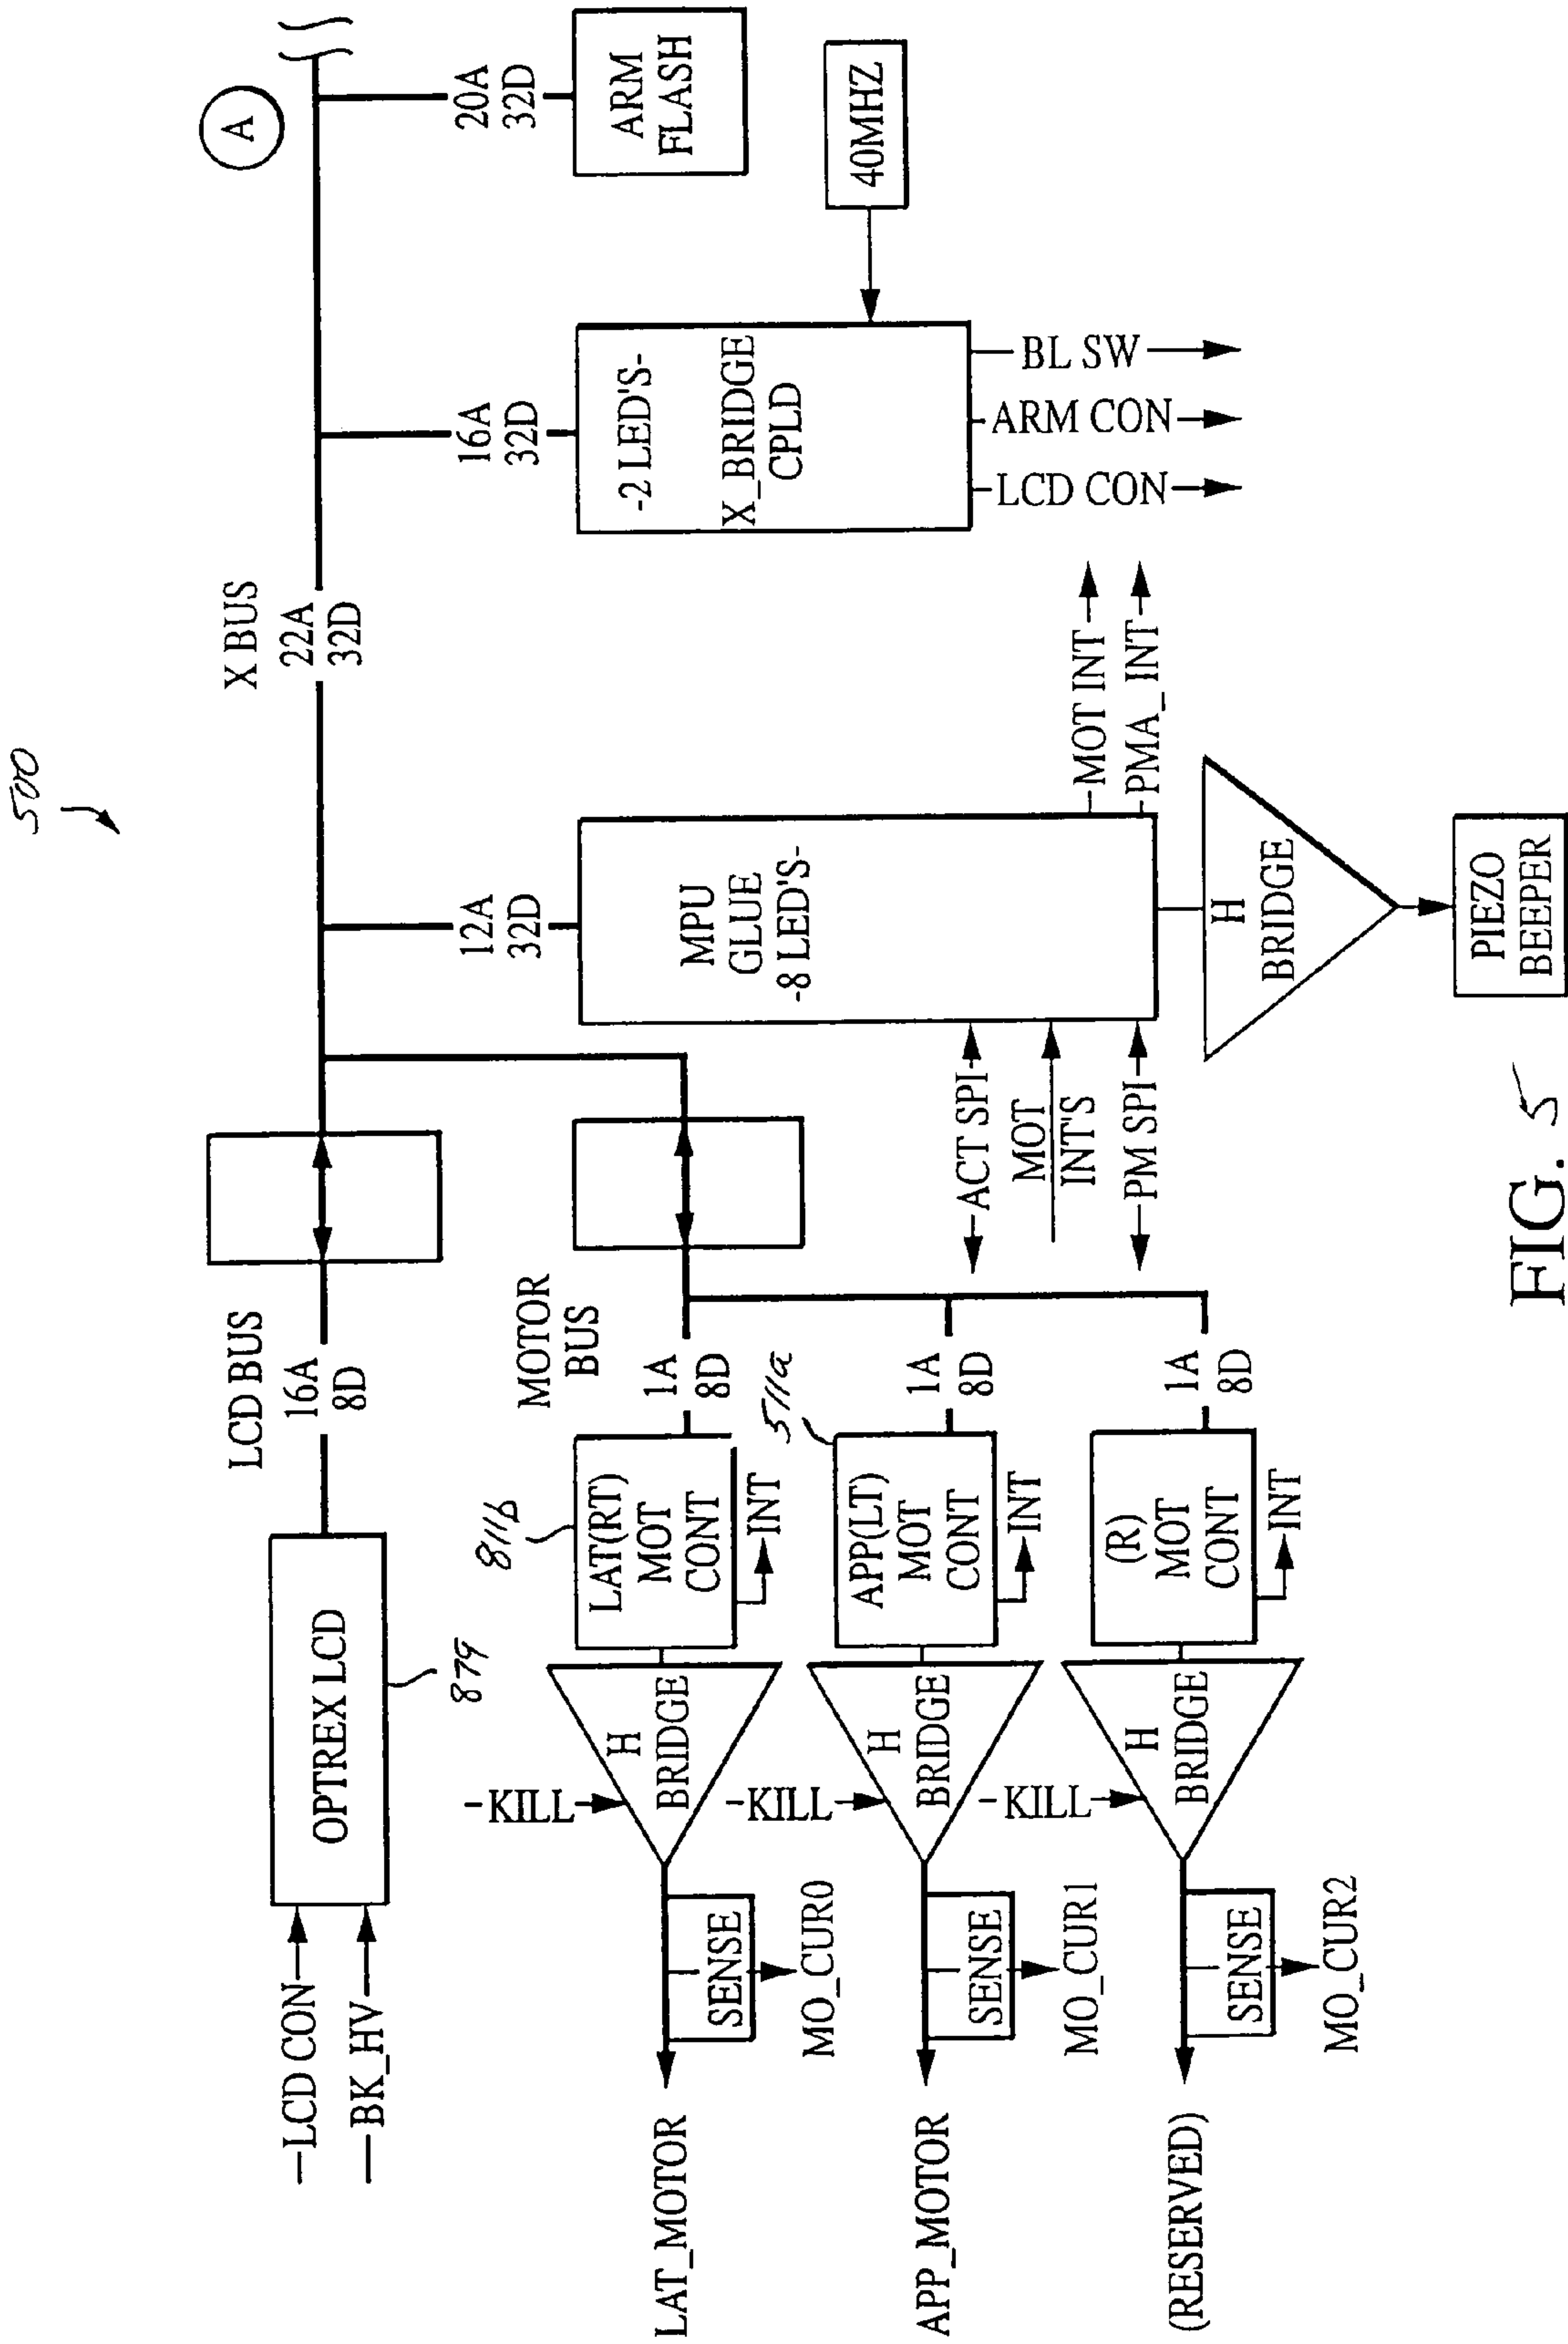 500
A
X BUS
22A
32D
20A
32D
ARM
FLASH
40MHZ
16A
32D
-2 LED'S-
X_BRIDGE
CPLD
BL SW
ARM CON
LCD CON
12A
32D
MPU
GLUE
-8 LED'S-
MOT INT
PMA_INT
ACT SPI
MOT
INT'S
PM SPI
H
BRIDGE
PIEZO
BEEPER
LCD BUS
16A
8D
OPTREX LCD
879
LCD CON
BK_HV
MOTOR
BUS
1A
8D
811b
LAT(RT)
MOT
CONT
INT
H
BRIDGE
KILL
SENSE
MO_CUR0
LAT_MOTOR
1A
8D
511a
APP(LT)
MOT
CONT
INT
H
BRIDGE
KILL
SENSE
MO_CUR1
APP_MOTOR
1A
8D
(R)
MOT
CONT
INT
H
BRIDGE
KILL
SENSE
MO_CUR2
(RESERVED)
FIG. 5